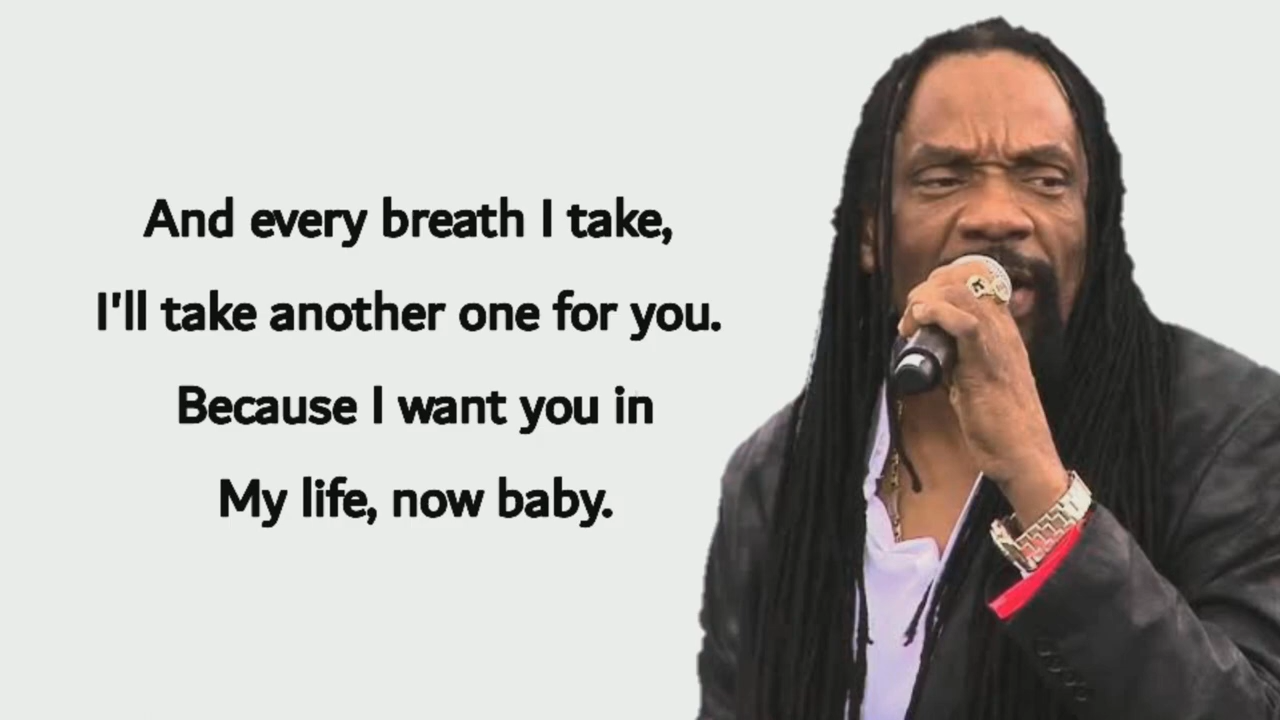 And every breath I take,
I'll take another one for you.
Because I want you in
My life, now baby.